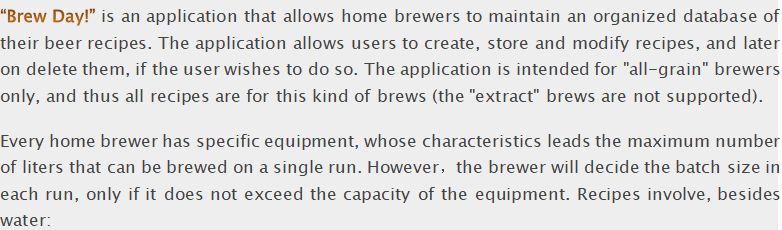 “Brew Day!” is an application that allows home brewers to maintain an organized database of
their beer recipes. The application allows users to create, store and modify recipes, and later
on delete them, if the user wishes to do so. The application is intended for "all-grain" brewers
only, and thus all recipes are for this kind of brews (the "extract" brews are not supported).
Every home brewer has specific equipment, whose characteristics leads the maximum number
of liters that can be brewed on a single run. However，the brewer will decide the batch size in
each run, only if it does not exceed the capacity of the equipment. Recipes involve, besides
water: